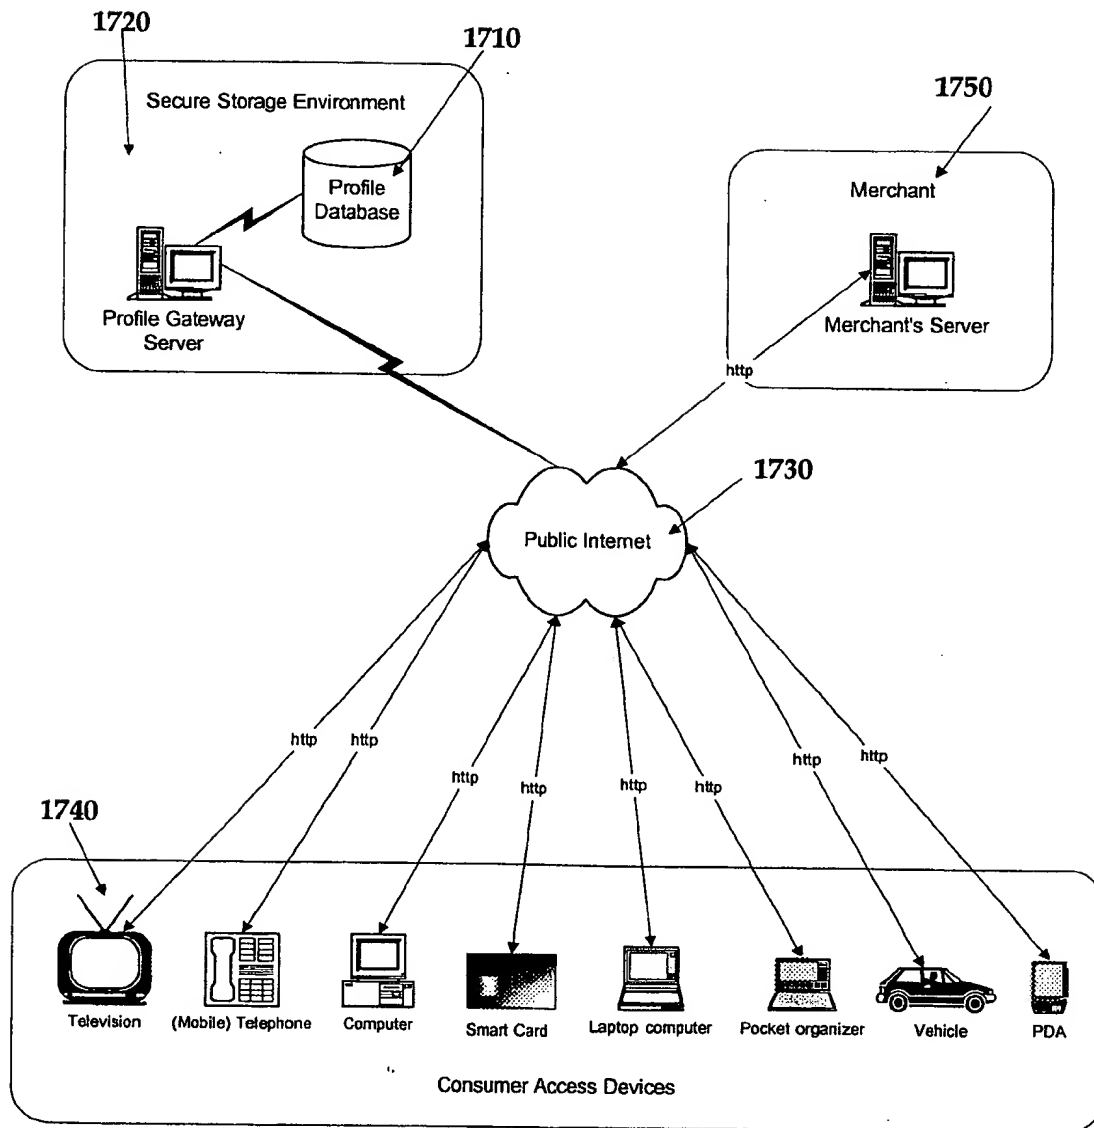 1720
1710
Secure Storage Environment
Profile
Database
Profile Gateway
Server
1750
Merchant
Merchant's Server
http
1730
Public Internet
http
http
http
http
http
http
http
http
1740
Television
(Mobile) Telephone
Computer
Smart Card
Laptop computer
Pocket organizer
Vehicle
PDA
Consumer Access Devices